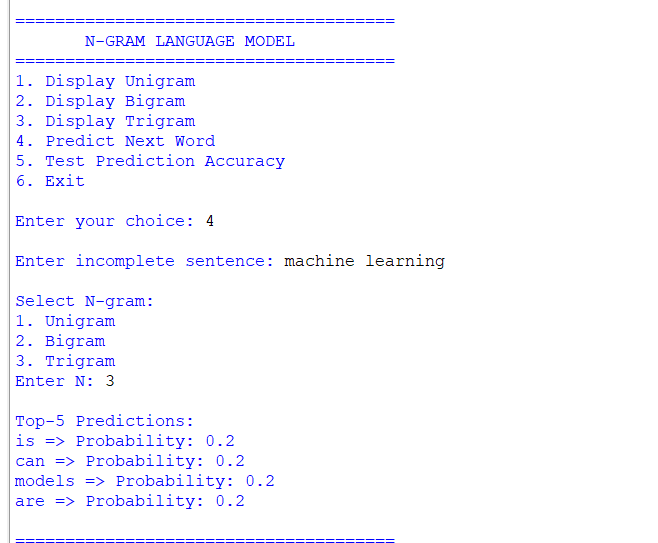 ======================================
N-GRAM LANGUAGE MODEL
======================================
1. Display Unigram
2. Display Bigram
3. Display Trigram
4. Predict Next Word
5. Test Prediction Accuracy
6. Exit
Enter your choice: 4
Enter incomplete sentence: machine learning
Select N-gram:
1. Unigram
2. Bigram
3. Trigram
Enter N: 3
Top-5 Predictions:
is => Probability: 0.2
can => Probability: 0.2
models => Probability: 0.2
are => Probability: 0.2
======================================